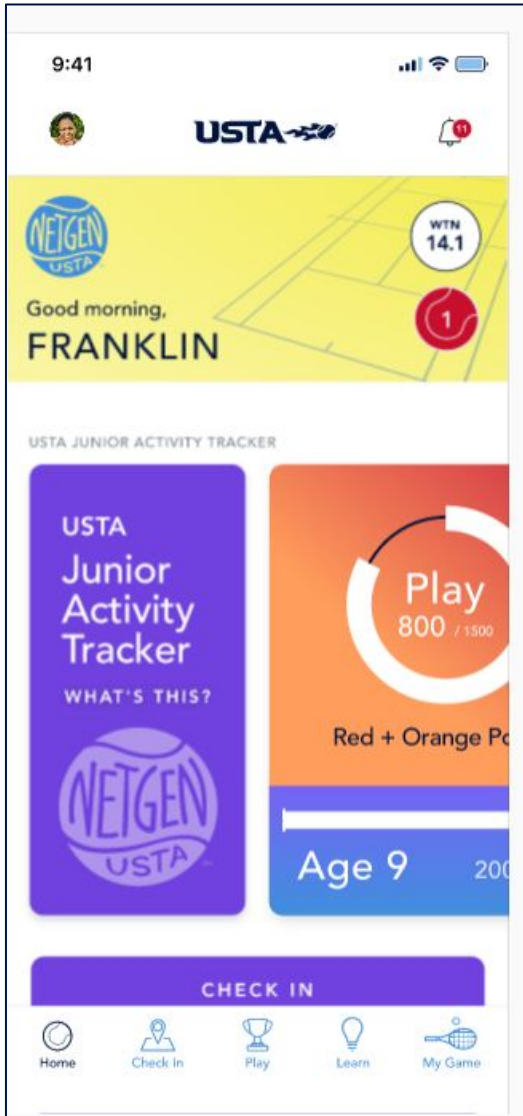 9:41
USTA
11
NETGEN
USTA
WTN
14.1
Good morning,
FRANKLIN
1
USTA JUNIOR ACTIVITY TRACKER
USTA
Junior
Activity
Tracker
WHAT'S THIS?
NETGEN
USTA
Play
800 / 1500
Red + Orange Po
Age 9
200
CHECK IN
Home
Check In
Play
Learn
My Game